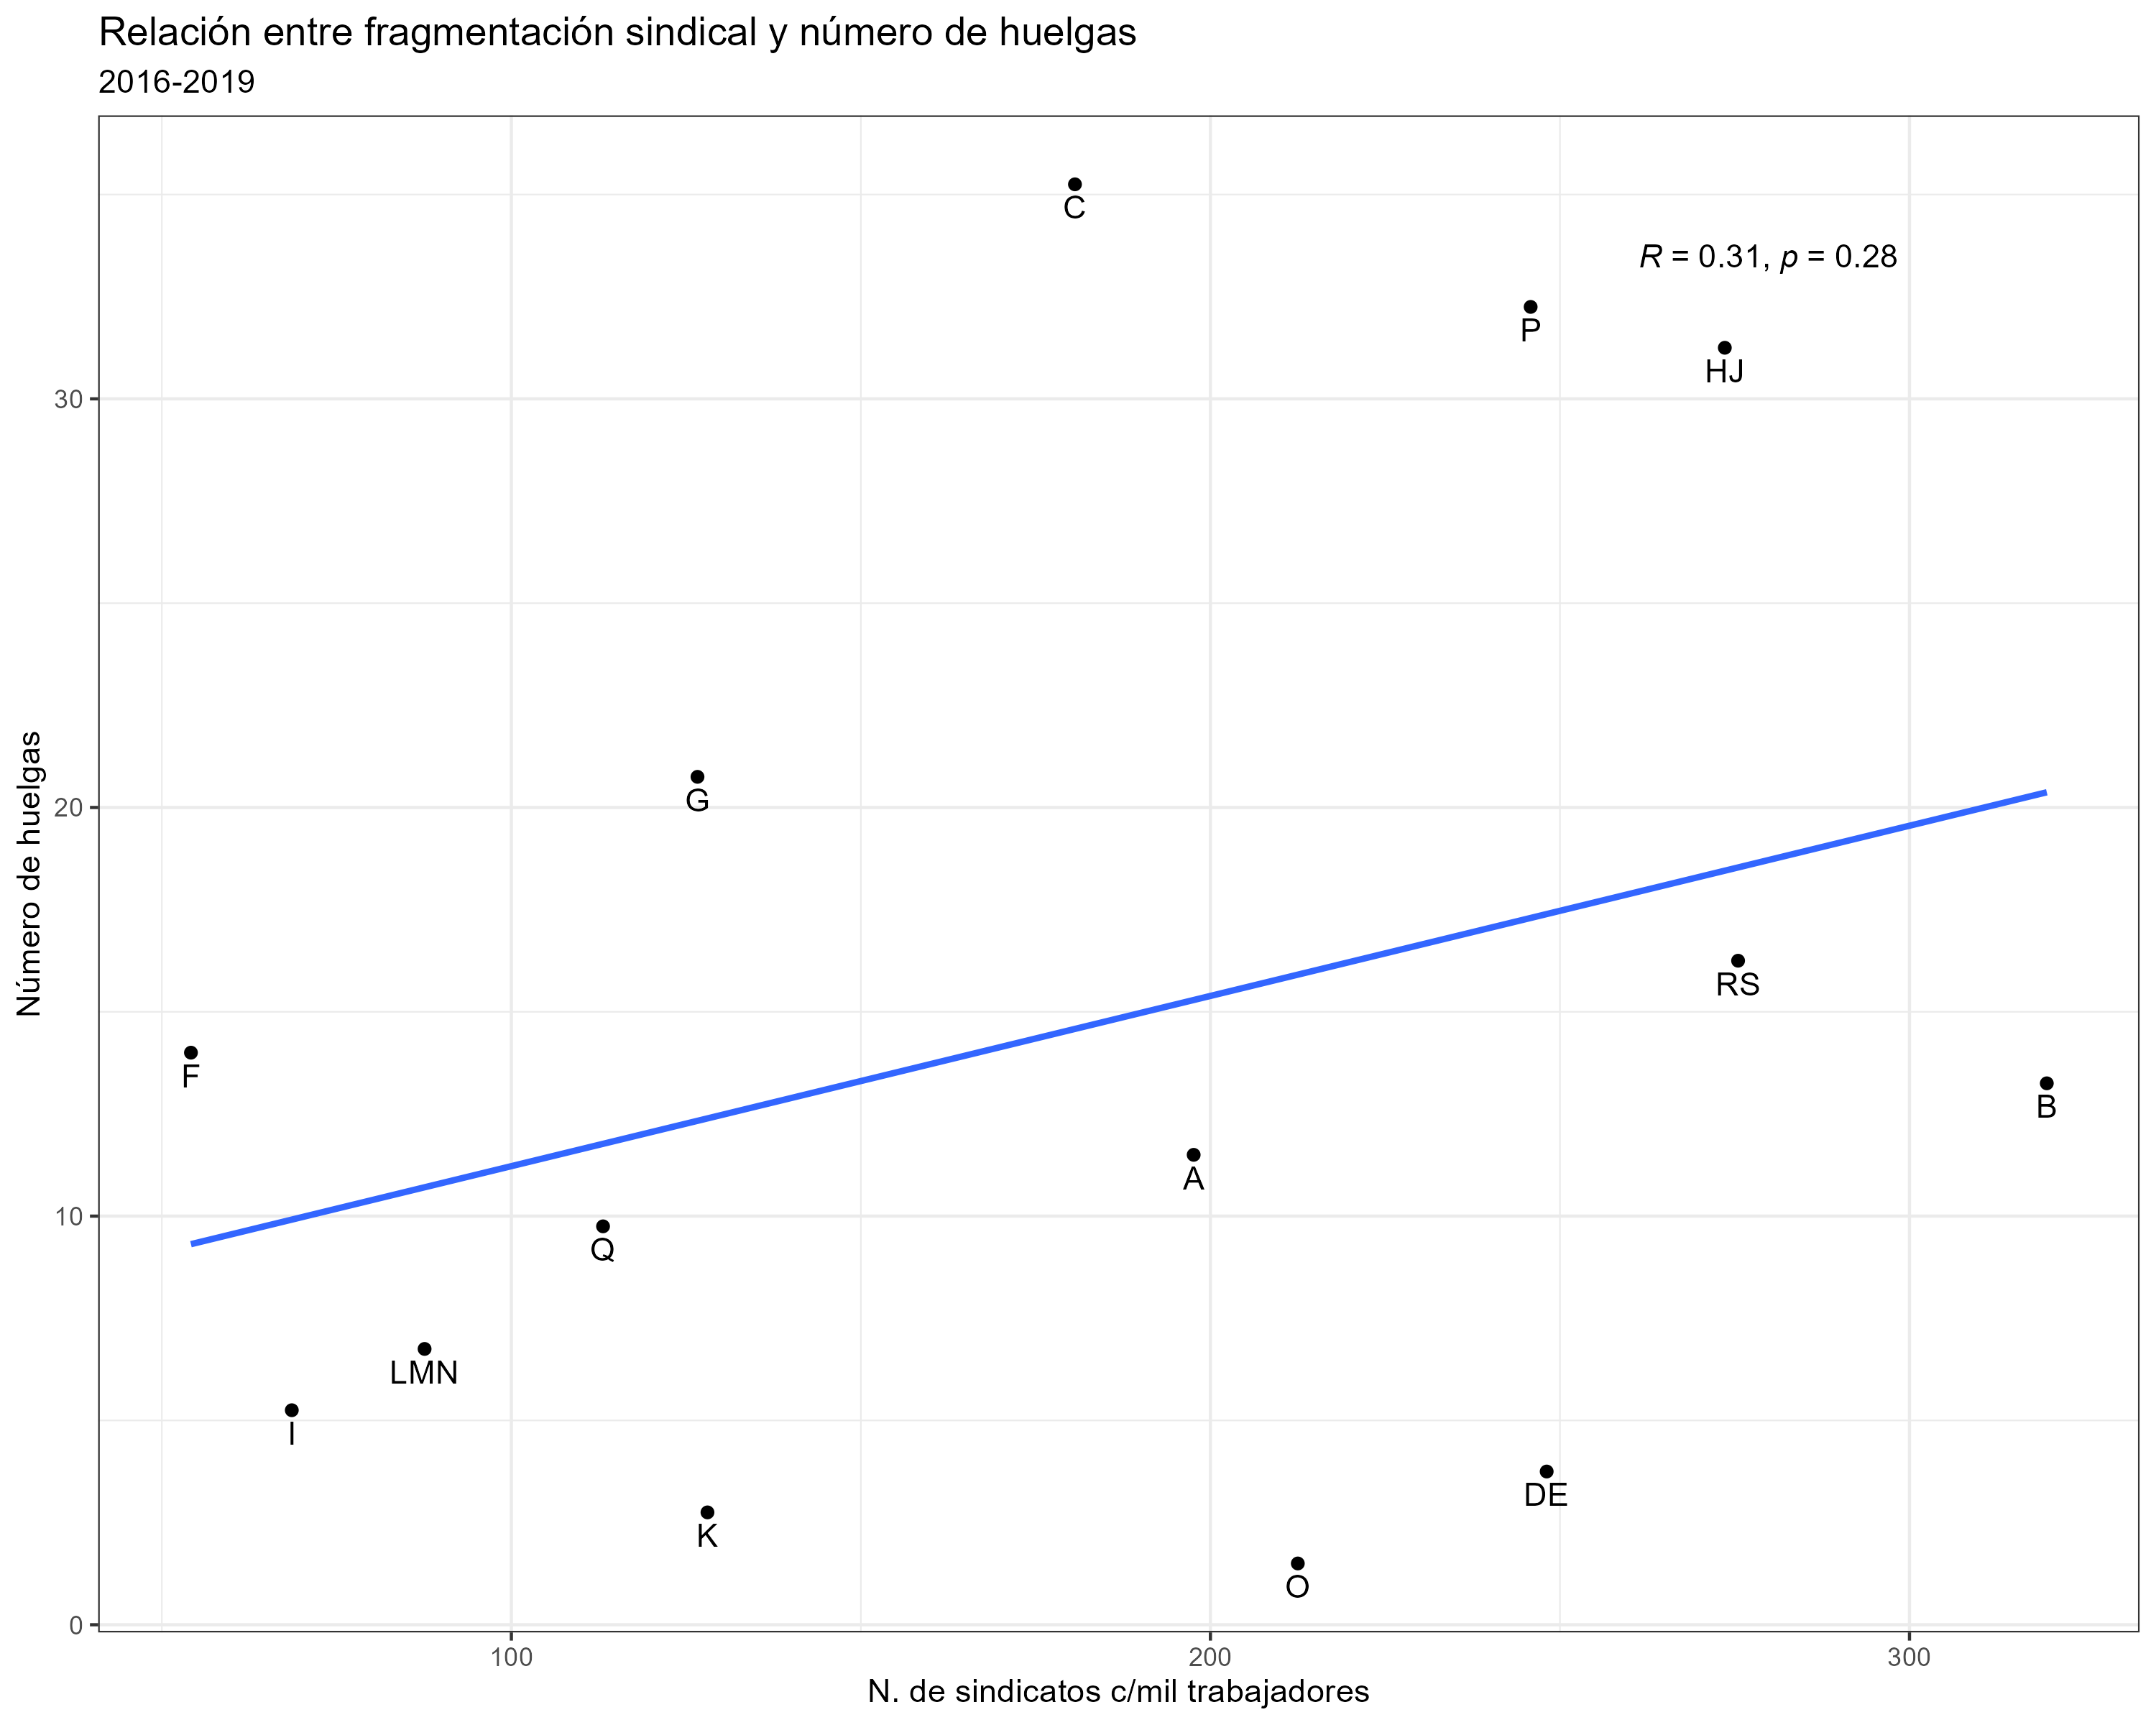 Relación entre fragmentación sindical y número de huelgas
2016-2019
C
R = 0.31, p = 0.28
P
HJ
30
G
20
Número de huelgas
RS
F
B
A
10
Q
LMN
I
DE
K
O
0
100 200 300
N. de sindicatos c/mil trabajadores